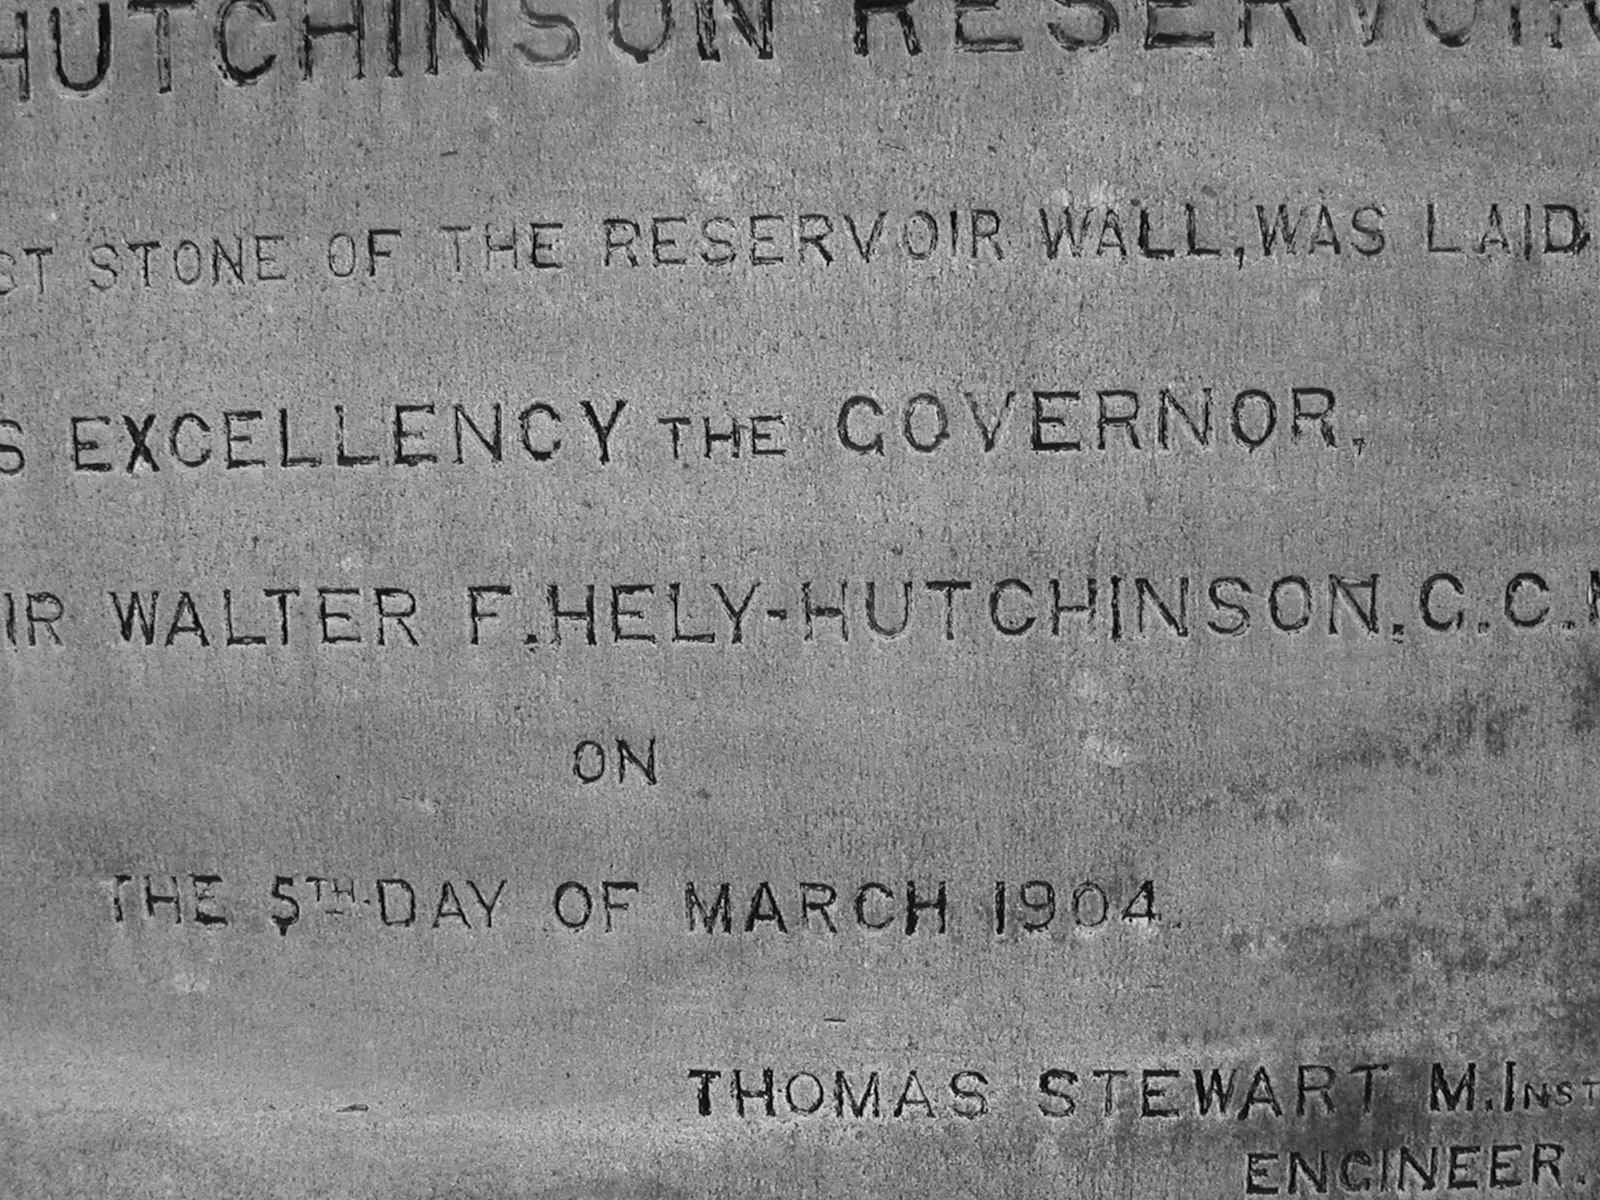 HUTCHINSON RESERVOIR
ST STONE OF THE RESERVOIR WALL, WAS LAID
S EXCELLENCY THE GOVERNOR,
IR WALTER F. HELY-HUTCHINSON. G. C. M
ON
THE 5TH. DAY OF MARCH 1904.
THOMAS STEWART M. INST
ENGINEER.